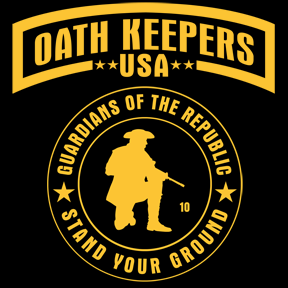 OATH KEEPERS
USA
GUARDIANS OF THE REPUBLIC
10
STAND YOUR GROUND